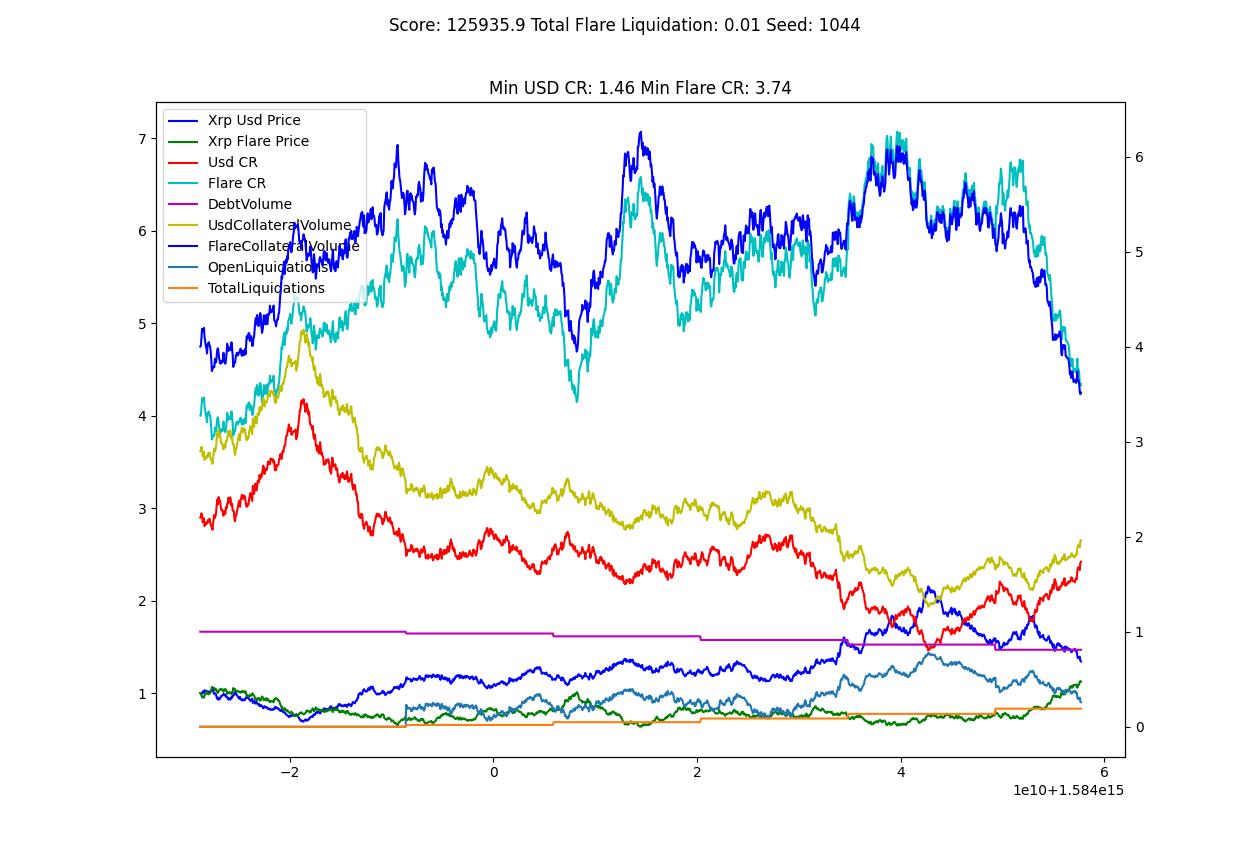 Score: 125935.9 Total Flare Liquidation: 0.01 Seed: 1044
Min USD CR: 1.46 Min Flare CR: 3.74
Xrp Usd Price
Xrp Flare Price
Usd CR
Flare CR
DebtVolume
UsdCollateralVolume
FlareCollateralVolume
OpenLiquidations
TotalLiquidations
7
6
5
4
3
2
1
6
5
4
3
2
1
0
−2
0
2
4
6
1e10+1.584e15